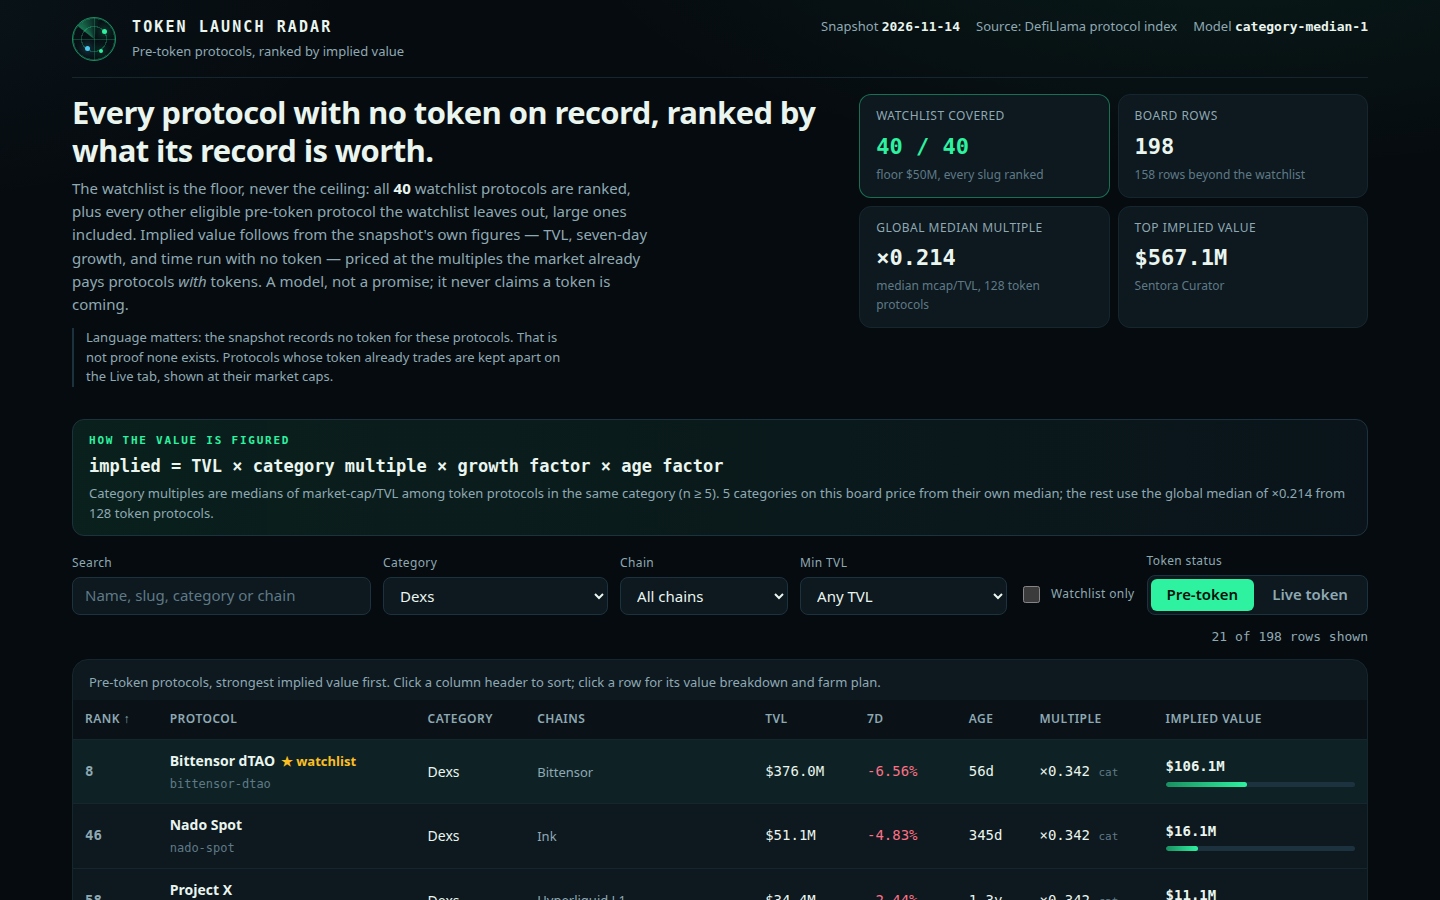 TOKEN LAUNCH RADAR
Pre-token protocols, ranked by implied value
Snapshot 2026-11-14 Source: DefiLlama protocol index Model category-median-1
Every protocol with no token on record, ranked by
what its record is worth.
The watchlist is the floor, never the ceiling: all 40 watchlist protocols are ranked,
plus every other eligible pre-token protocol the watchlist leaves out, large ones
included. Implied value follows from the snapshot's own figures — TVL, seven-day
growth, and time run with no token — priced at the multiples the market already
pays protocols with tokens. A model, not a promise; it never claims a token is
coming.
Language matters: the snapshot records no token for these protocols. That is
not proof none exists. Protocols whose token already trades are kept apart on
the Live tab, shown at their market caps.
WATCHLIST COVERED
40 / 40
floor $50M, every slug ranked
BOARD ROWS
198
158 rows beyond the watchlist
GLOBAL MEDIAN MULTIPLE
×0.214
median mcap/TVL, 128 token
protocols
TOP IMPLIED VALUE
$567.1M
Sentora Curator
HOW THE VALUE IS FIGURED
implied = TVL × category multiple × growth factor × age factor
Category multiples are medians of market-cap/TVL among token protocols in the same category (n ≥ 5). 5 categories on this board price from their own median; the rest use the global median of ×0.214 from
128 token protocols.
Search Category Chain Min TVL Token status
Name, slug, category or chain Dexs All chains Any TVL Watchlist only Pre-token Live token
21 of 198 rows shown
Pre-token protocols, strongest implied value first. Click a column header to sort; click a row for its value breakdown and farm plan.
RANK ↑ PROTOCOL CATEGORY CHAINS TVL 7D AGE MULTIPLE IMPLIED VALUE
8 Bittensor dTAO ★ watchlist Dexs Bittensor $376.0M -6.56% 56d ×0.342 cat $106.1M
bittensor-dtao
46 Nado Spot Dexs Ink $51.1M -4.83% 345d ×0.342 cat $16.1M
nado-spot
58 Project X Dexs Hyperliquid L1 $34.4M -2.44% 1.3y ×0.342 cat $11.1M